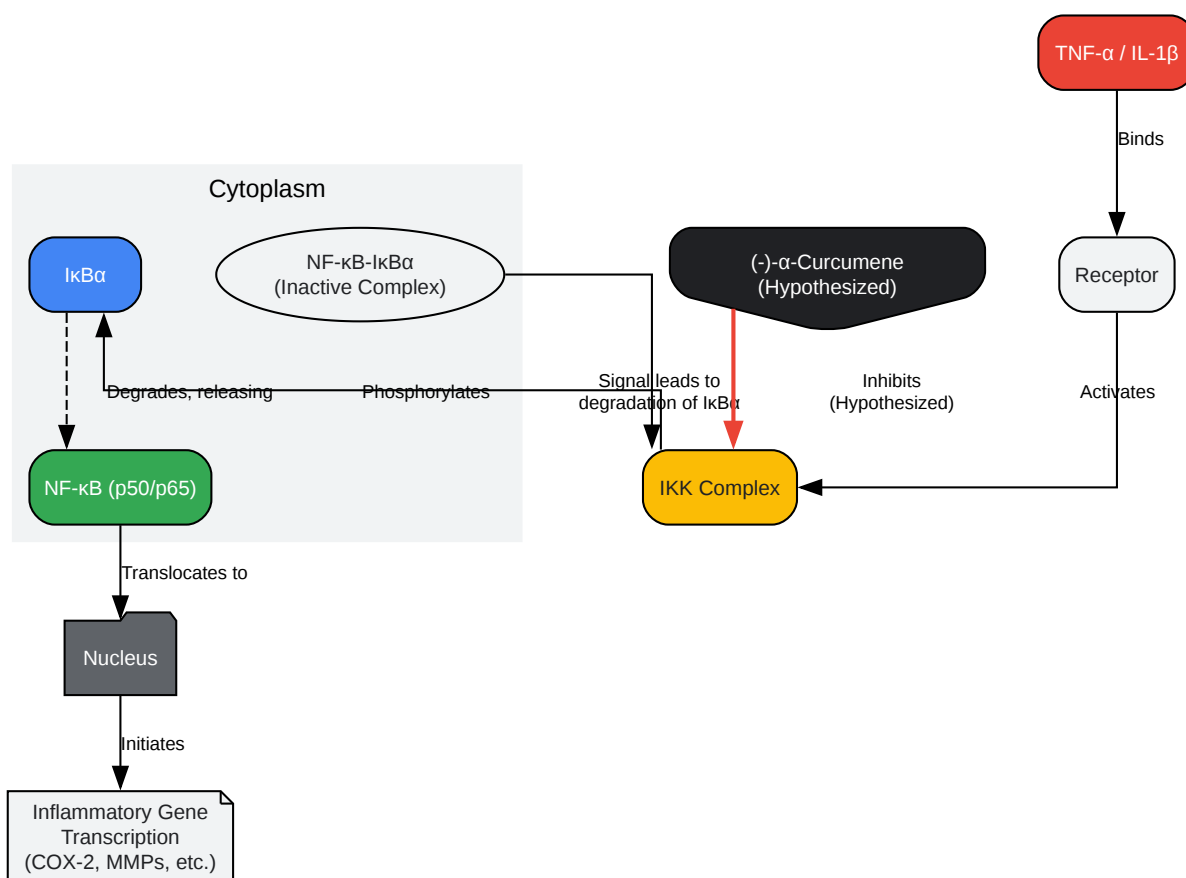 TNF-α / IL-1β
Binds
Cytoplasm
IκBα
NF-κB-IκBα
(Inactive Complex)
(-)-α-Curcumene
(Hypothesized)
Receptor
Degrades, releasing
Phosphorylates
Signal leads to
degradation of IκBα
Inhibits
(Hypothesized)
Activates
NF-κB (p50/p65)
IKK Complex
Translocates to
Nucleus
Initiates
Inflammatory Gene
Transcription
(COX-2, MMPs, etc.)